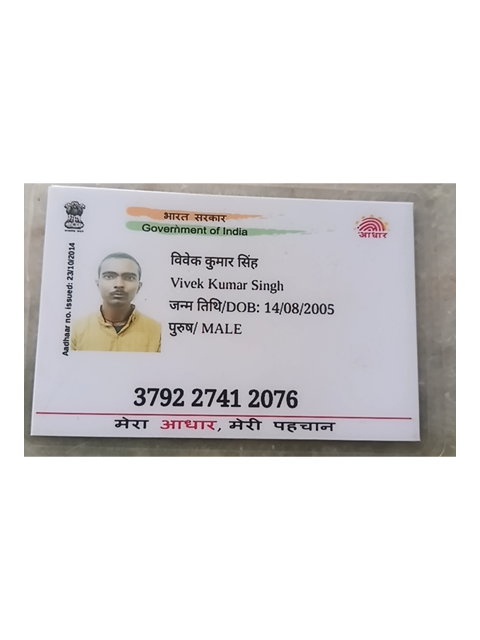 भारत सरकार
Government of India
आधार
Aadhaar no. issued: 23/10/2014
विवेक कुमार सिंह
Vivek Kumar Singh
जन्म तिथि/DOB: 14/08/2005
पुरुष/ MALE
3792 2741 2076
मेरा आधार, मेरी पहचान